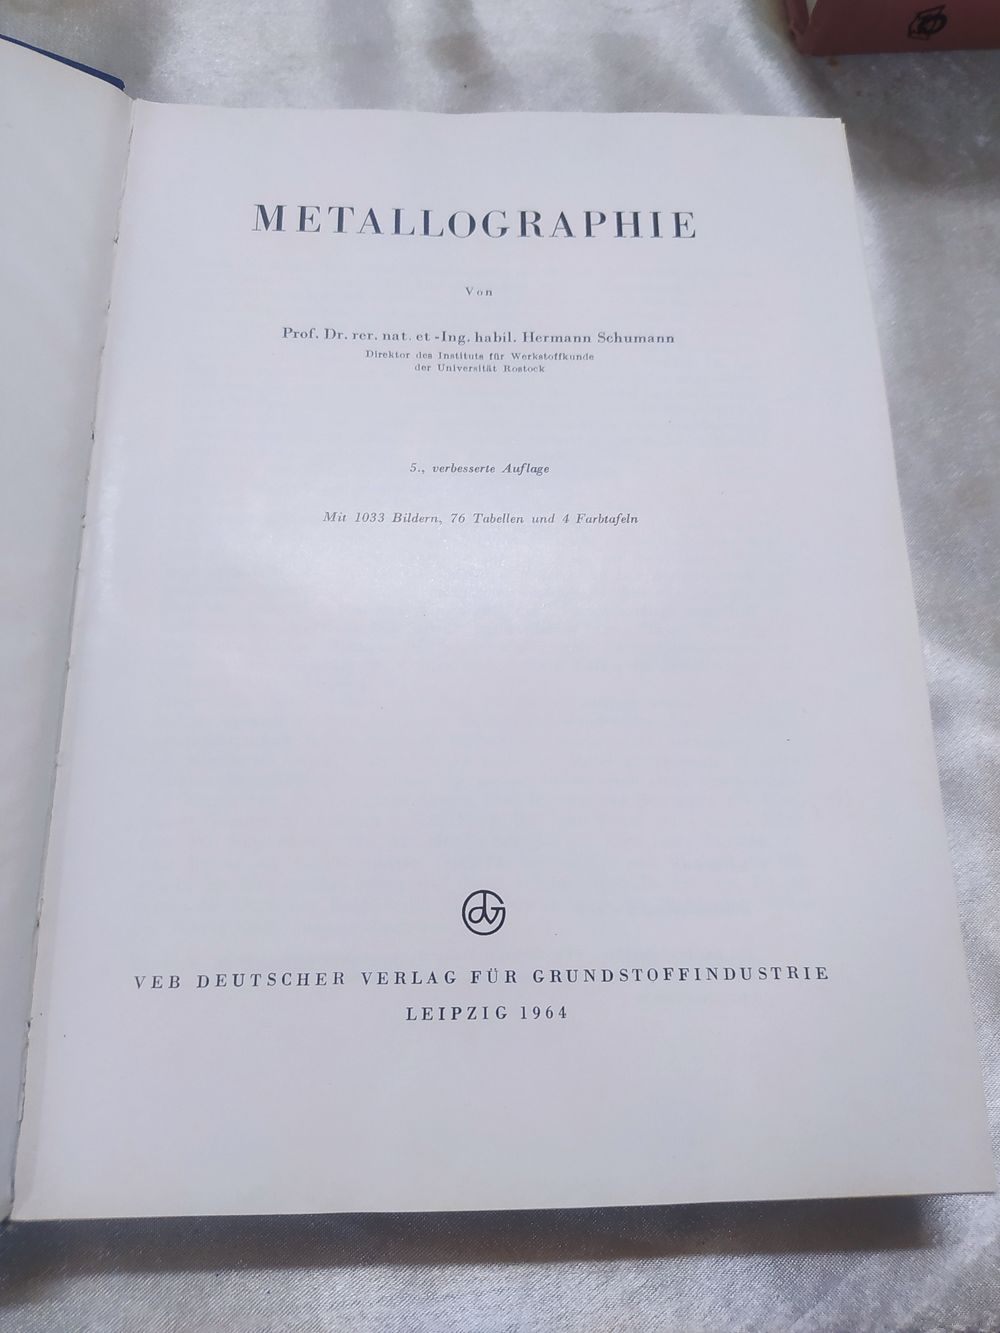 METALLOGRAPHIE
Von
Prof. Dr. rer. nat. et -Ing. habil. Hermann Schumann
Direktor des Instituts für Werkstoffkunde
der Universität Rostock
5., verbesserte Auflage
Mit 1033 Bildern, 76 Tabellen und 4 Farbtafeln
VEB DEUTSCHER VERLAG FÜR GRUNDSTOFFINDUSTRIE
LEIPZIG 1964